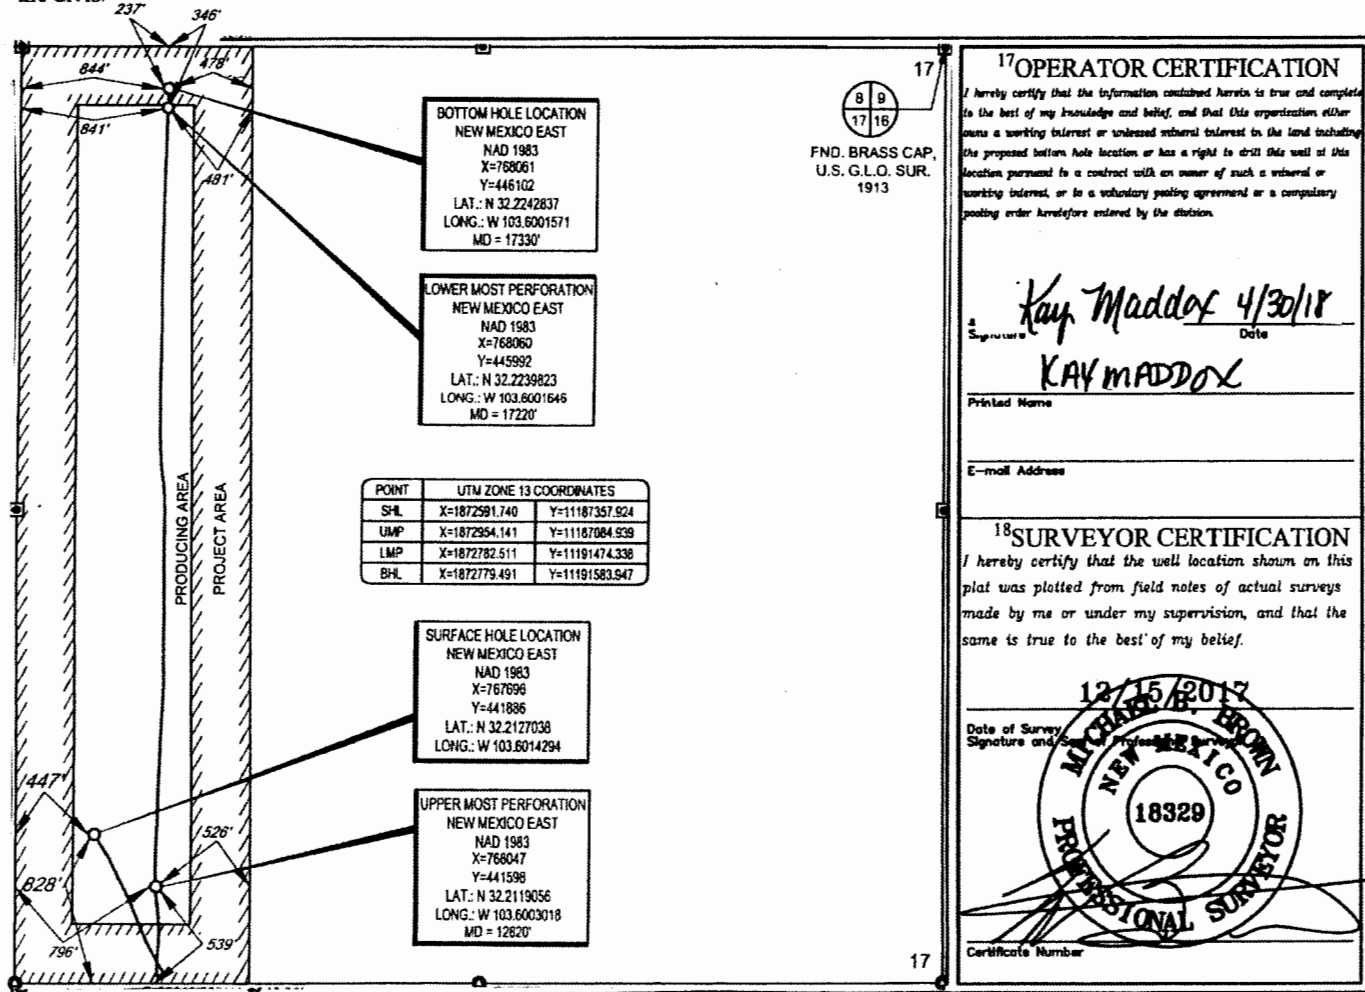 237'
346'
844'
478'
841'
481'
17
8 9
17 16
FND. BRASS CAP,
U.S. G.L.O. SUR.
1913
BOTTOM HOLE LOCATION
NEW MEXICO EAST
NAD 1983
X=768061
Y=446102
LAT.: N 32.2242837
LONG.: W 103.6001571
MD = 17330'
LOWER MOST PERFORATION
NEW MEXICO EAST
NAD 1983
X=768060
Y=445992
LAT.: N 32.2239823
LONG.: W 103.6001646
MD = 17220'
PRODUCING AREA
PROJECT AREA
POINT UTM ZONE 13 COORDINATES
SHL X=1872591.740 Y=11187357.924
UMP X=1872954.141 Y=11187084.939
LMP X=1872782.511 Y=11191474.338
BHL X=1872779.491 Y=11191583.947
SURFACE HOLE LOCATION
NEW MEXICO EAST
NAD 1983
X=767696
Y=441886
LAT.: N 32.2127038
LONG.: W 103.6014294
447'
828'
796'
526'
539'
UPPER MOST PERFORATION
NEW MEXICO EAST
NAD 1983
X=768047
Y=441598
LAT.: N 32.2119056
LONG.: W 103.6003018
MD = 12620'
17
17 OPERATOR CERTIFICATION
I hereby certify that the information contained herein is true and complete
to the best of my knowledge and belief, and that this organization either
owns a working interest or unleased mineral interest in the land including
the proposed bottom hole location or has a right to drill this well at this
location pursuant to a contract with an owner of such a mineral or
working interest, or to a voluntary pooling agreement or a compulsory
pooling order heretofore entered by the division.
Kay Maddox 4/30/18
Signature Date
KAY MADDOX
Printed Name
E-mail Address
18 SURVEYOR CERTIFICATION
I hereby certify that the well location shown on this
plat was plotted from field notes of actual surveys
made by me or under my supervision, and that the
same is true to the best of my belief.
12/15/2017
Date of Survey
Signature and Seal of Professional Surveyor
MICHAEL B. BROWN
NEW MEXICO
18329
PROFESSIONAL SURVEYOR
Certificate Number